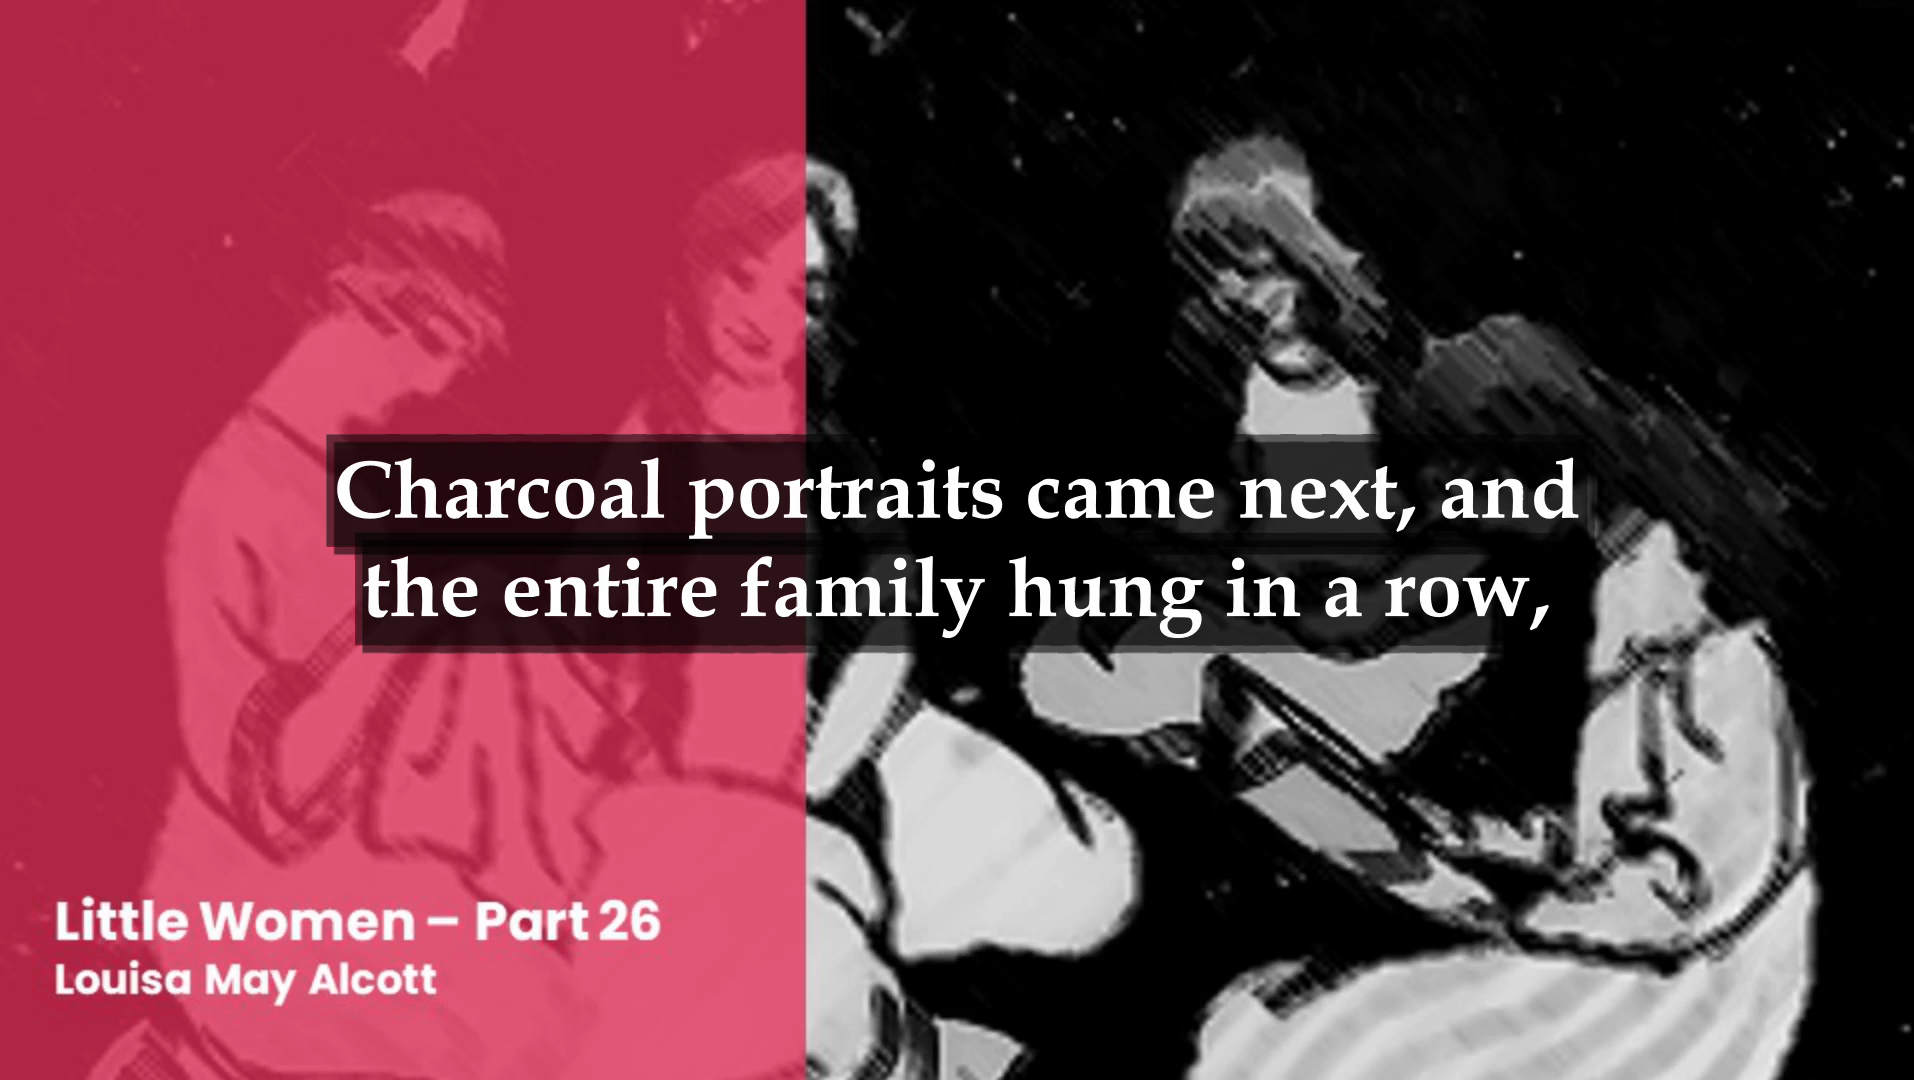 Charcoal portraits came next, and
the entire family hung in a row,
Little Women – Part 26
Louisa May Alcott